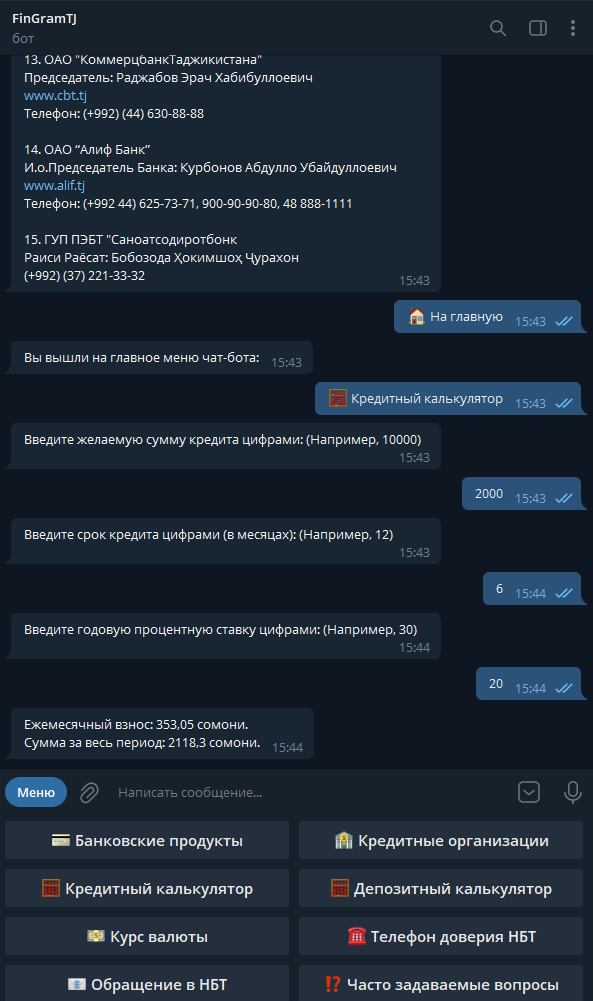 FinGramTJ
бот
13. ОАО "КоммерцбанкТаджикистана"
Председатель: Раджабов Эрач Хабибуллоевич
www.cbt.tj
Телефон: (+992) (44) 630-88-88
14. ОАО “Алиф Банк”
И.о.Председатель Банка: Курбонов Абдулло Убайдуллоевич
www.alif.tj
Телефон: (+992 44) 625-73-71, 900-90-90-80, 48 888-1111
15. ГУП ПЭБТ "Саноатсодиротбонк
Раиси Раёсат: Бобозода Ҳокимшоҳ Ҷурахон
(+992) (37) 221-33-32
15:43
На главную 15:43
Вы вышли на главное меню чат-бота: 15:43
Кредитный калькулятор 15:43
Введите желаемую сумму кредита цифрами: (Например, 10000)
15:43
2000 15:43
Введите срок кредита цифрами (в месяцах): (Например, 12)
15:43
6 15:44
Введите годовую процентную ставку цифрами: (Например, 30)
15:44
20 15:44
Ежемесячный взнос: 353,05 сомони.
Сумма за весь период: 2118,3 сомони. 15:44
Меню Написать сообщение...
Банковские продукты Кредитные организации
Кредитный калькулятор Депозитный калькулятор
Курс валюты Телефон доверия НБТ
Обращение в НБТ Часто задаваемые вопросы